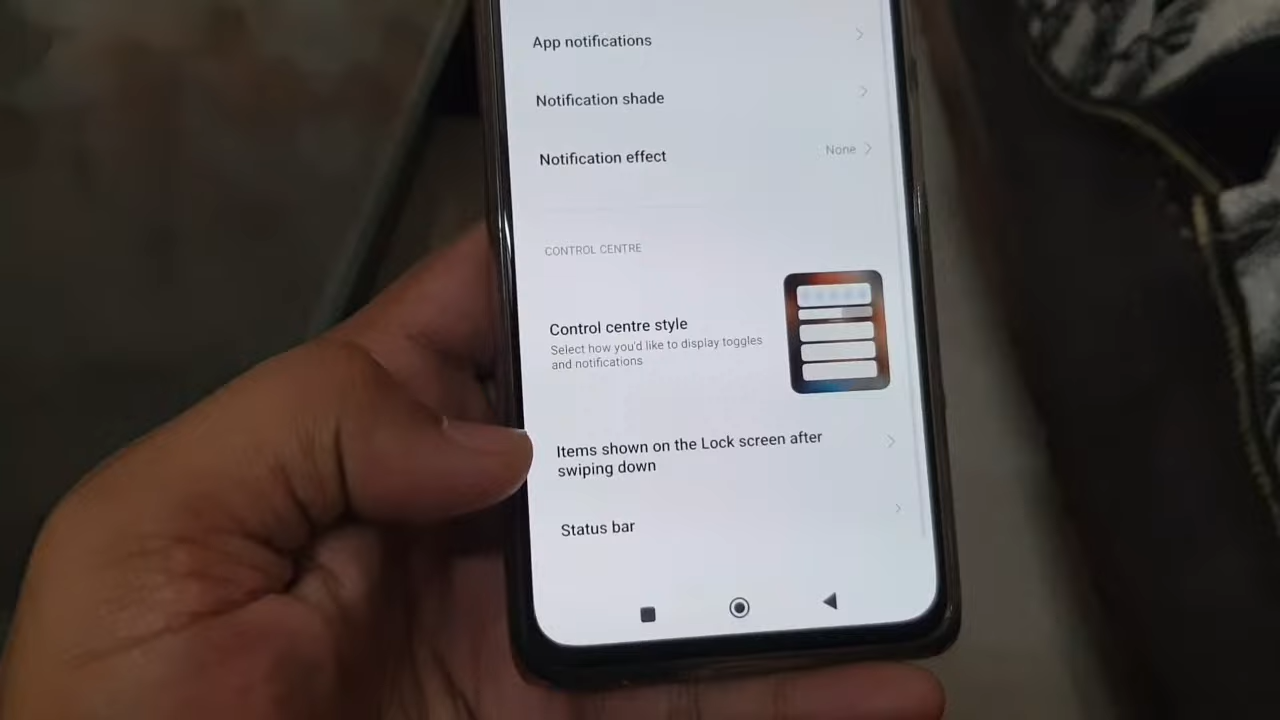 App notifications
Notification shade
Notification effect
None
CONTROL CENTRE
Control centre style
Select how you'd like to display toggles
and notifications
Items shown on the Lock screen after
swiping down
Status bar